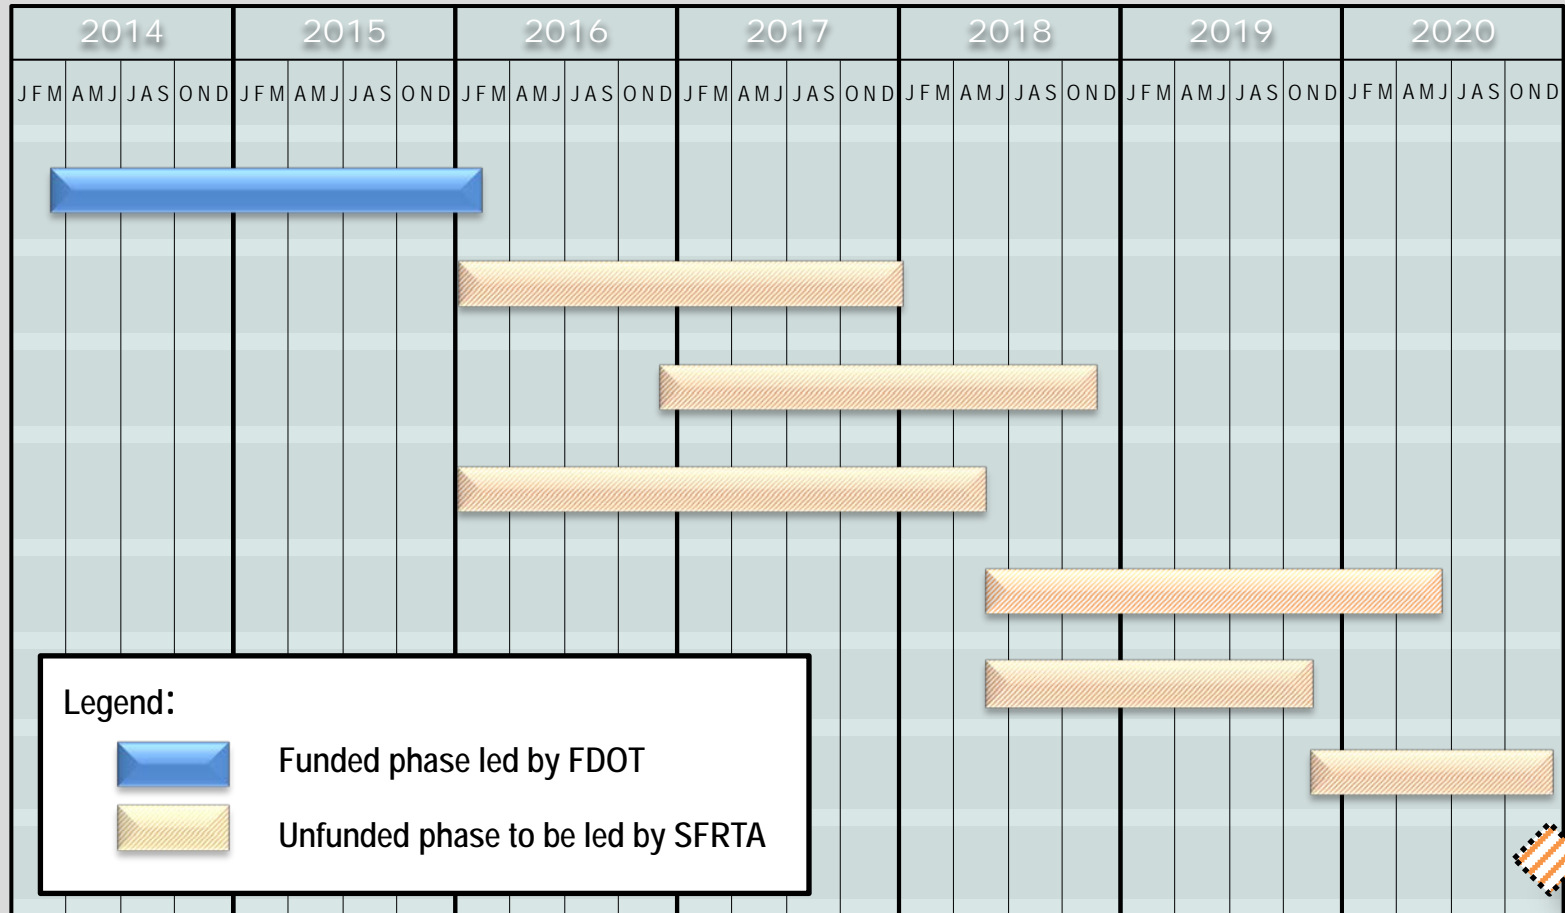 2014 2015 2016 2017 2018 2019 2020
J F M A M J J A S O N D J F M A M J J A S O N D J F M A M J J A S O N D J F M A M J J A S O N D J F M A M J J A S O N D J F M A M J J A S O N D J F M A M J J A S O N D
Legend:
Funded phase led by FDOT
Unfunded phase to be led by SFRTA